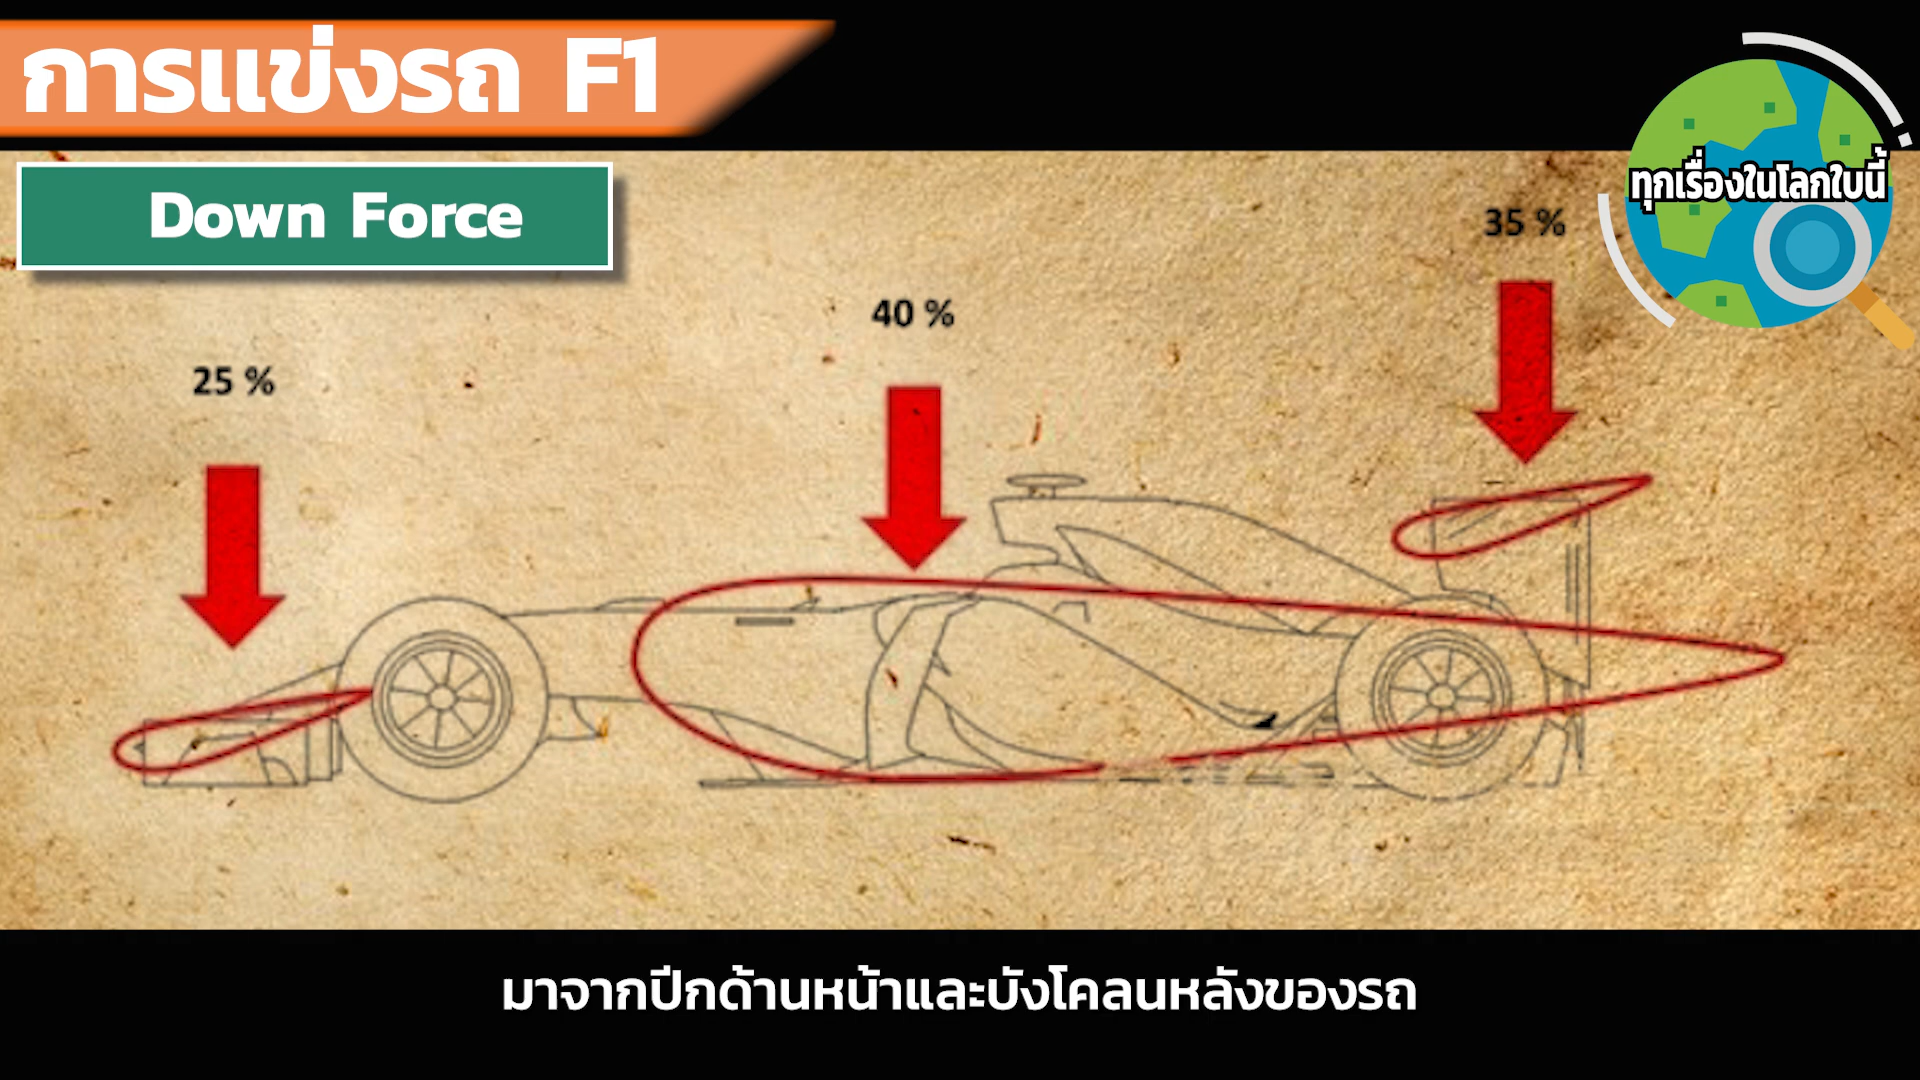 การแข่งรถ F1
ทุกเรื่องในโลกใบนี้
Down Force
35 %
40 %
25 %
มาจากปีกด้านหน้าและบังโคลนหลังของรถ